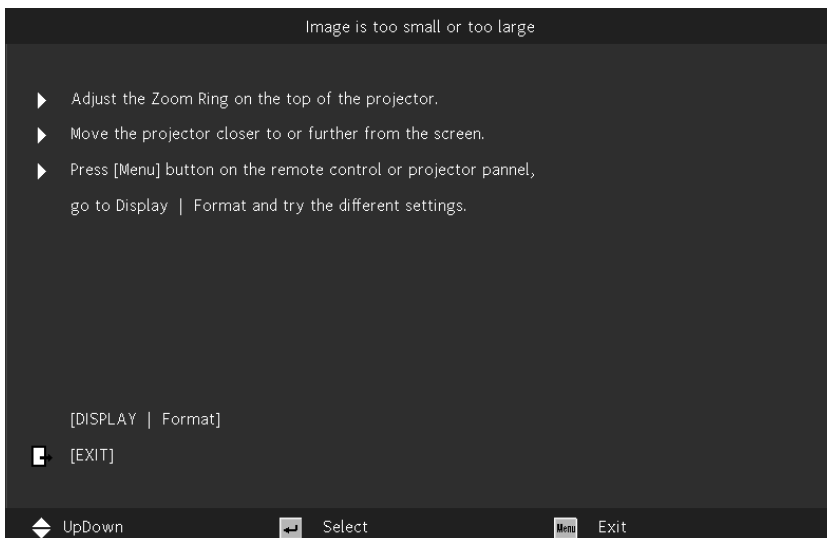 Image is too small or too large
Adjust the Zoom Ring on the top of the projector.
Move the projector closer to or further from the screen.
Press [Menu] button on the remote control or projector pannel,
go to Display | Format and try the different settings.
[DISPLAY | Format]
[EXIT]
UpDown Select Menu Exit